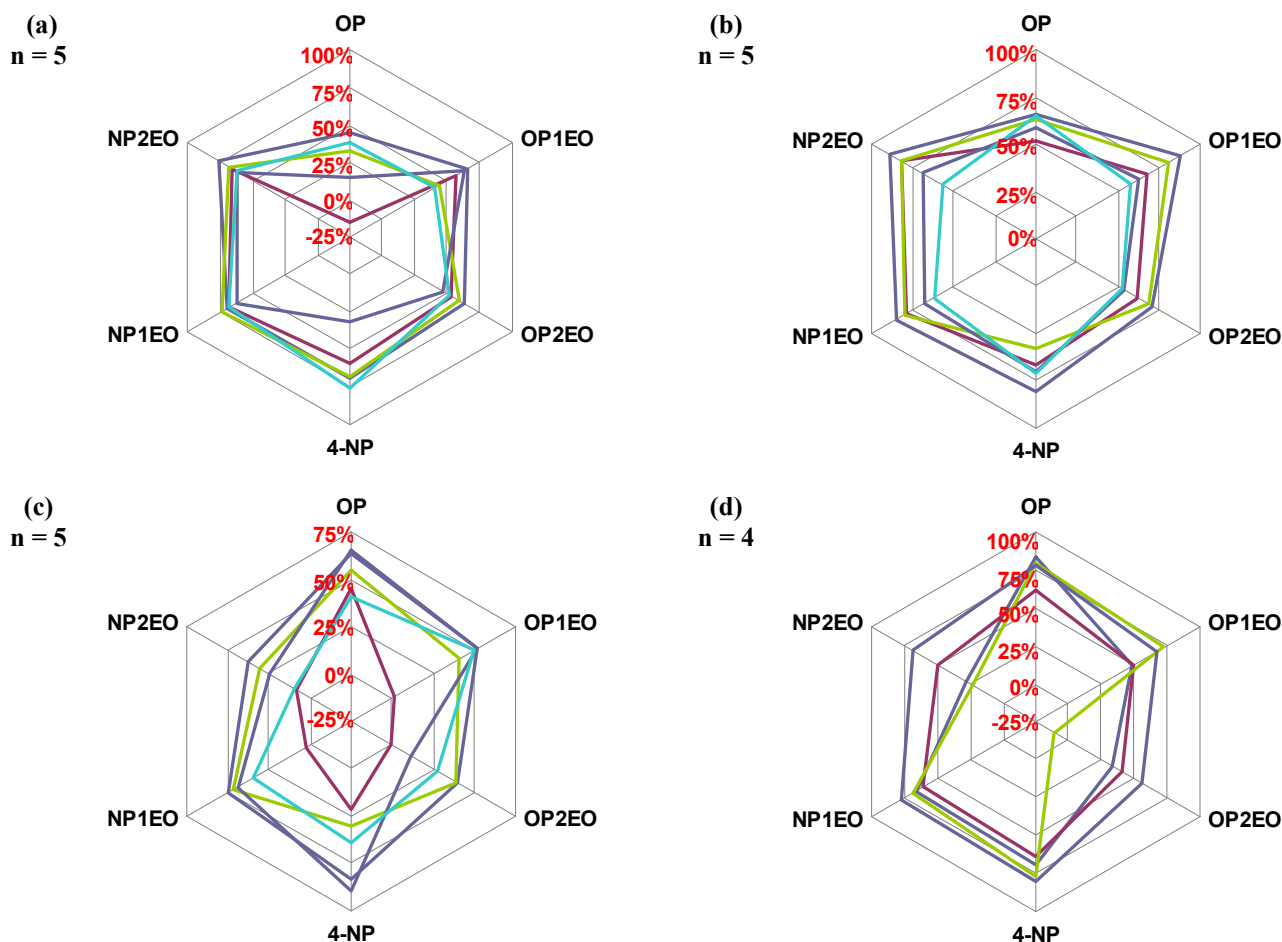 (a)
n = 5
OP
OP1EO
OP2EO
4-NP
NP1EO
NP2EO
100%
75%
50%
25%
0%
-25%
(b)
n = 5
OP
OP1EO
OP2EO
4-NP
NP1EO
NP2EO
100%
75%
50%
25%
0%
(c)
n = 5
OP
OP1EO
OP2EO
4-NP
NP1EO
NP2EO
75%
50%
25%
0%
-25%
(d)
n = 4
OP
OP1EO
OP2EO
4-NP
NP1EO
NP2EO
100%
75%
50%
25%
0%
-25%